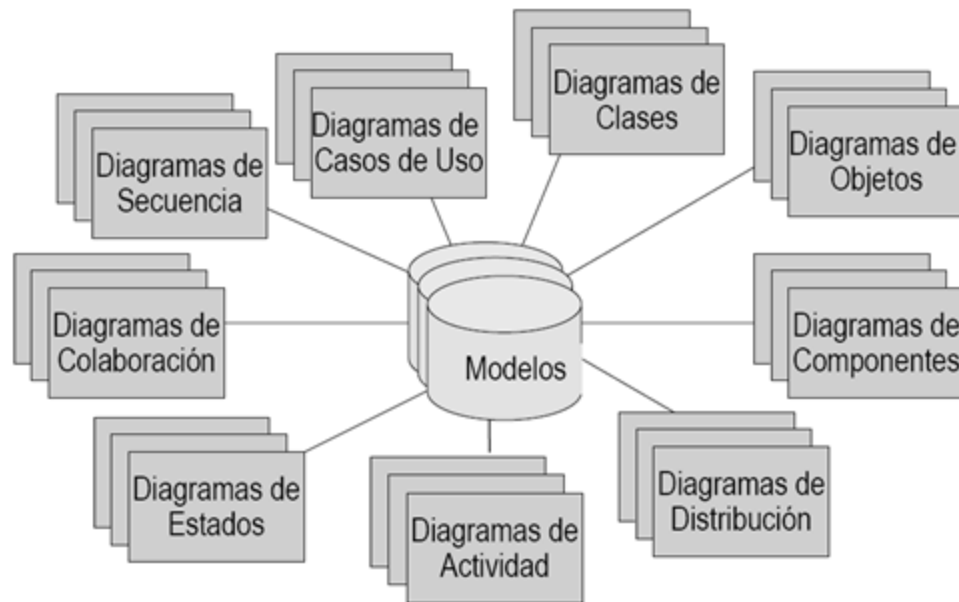 Diagramas de
Clases
Diagramas de
Casos de Uso
Diagramas de
Objetos
Diagramas de
Secuencia
Diagramas de
Colaboración
Modelos
Diagramas de
Componentes
Diagramas de
Estados
Diagramas de
Actividad
Diagramas de
Distribución